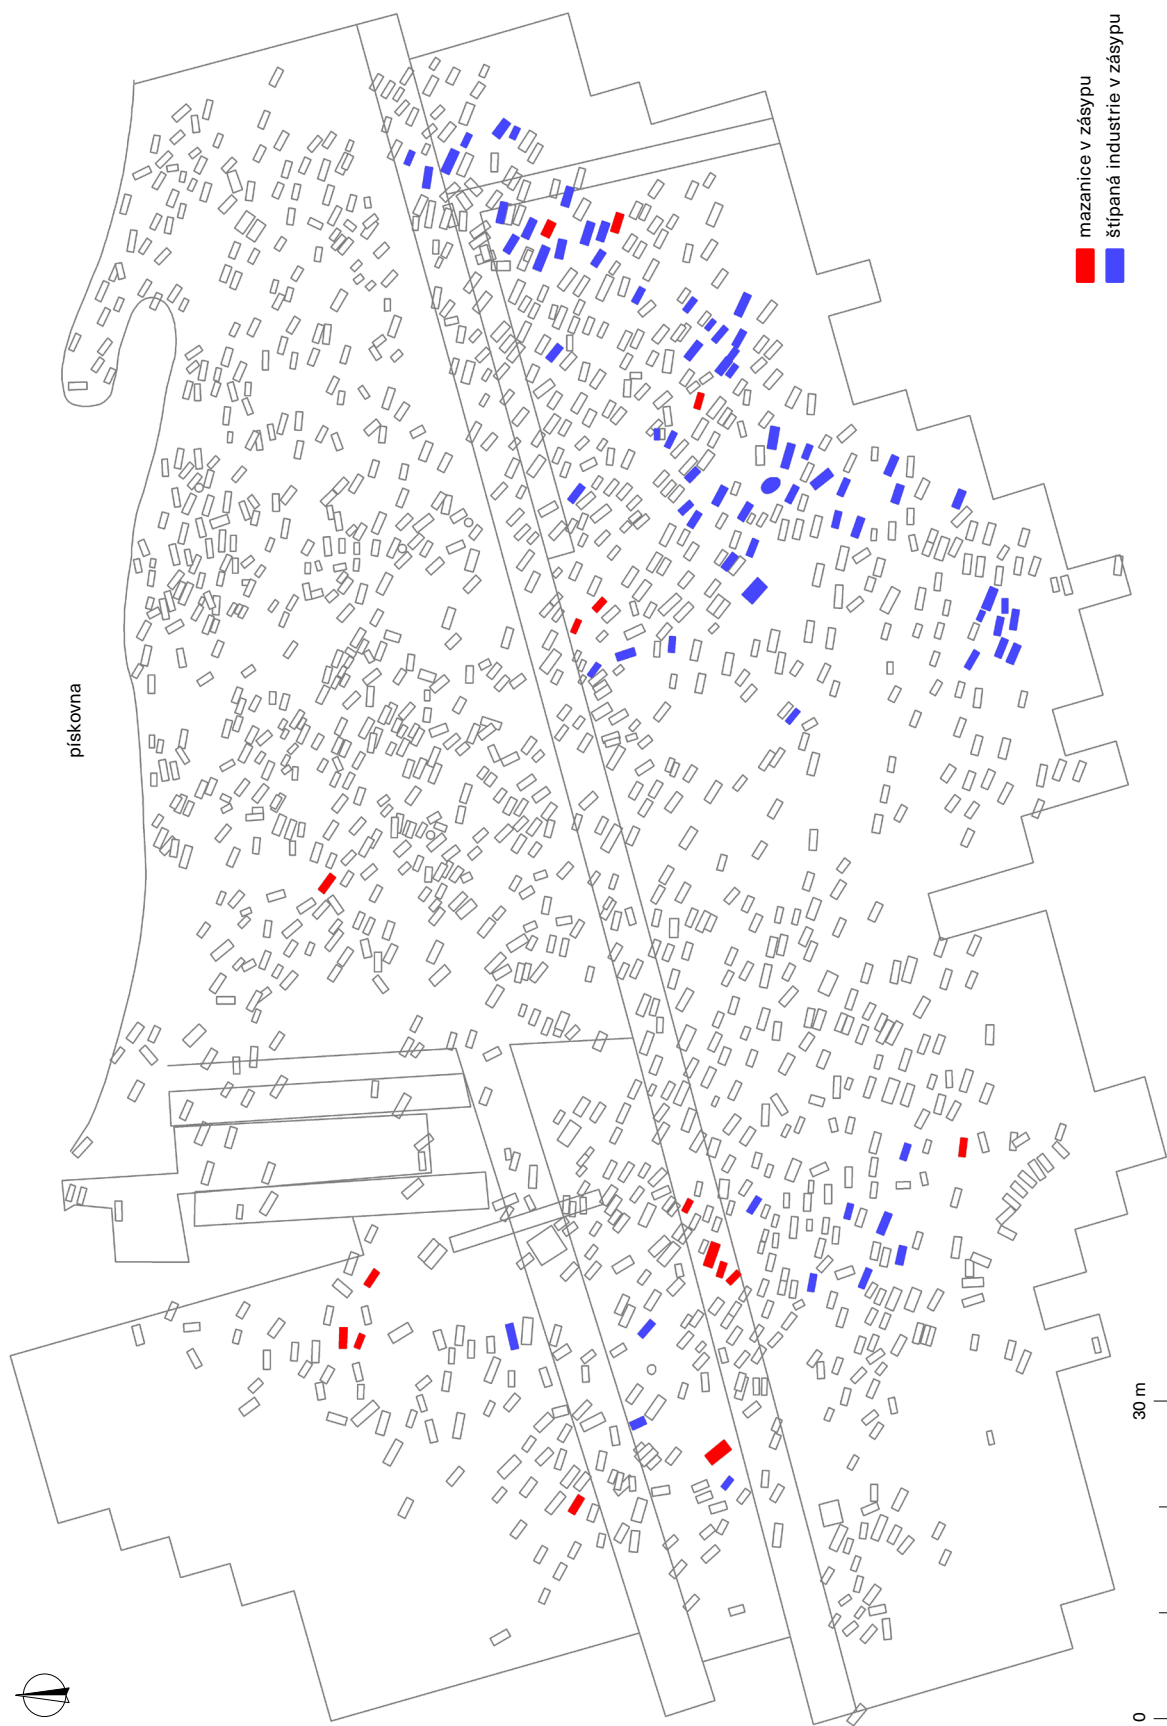 mazanice v zásypu
štípaná industrie v zásypu
pískovna
0
30 m